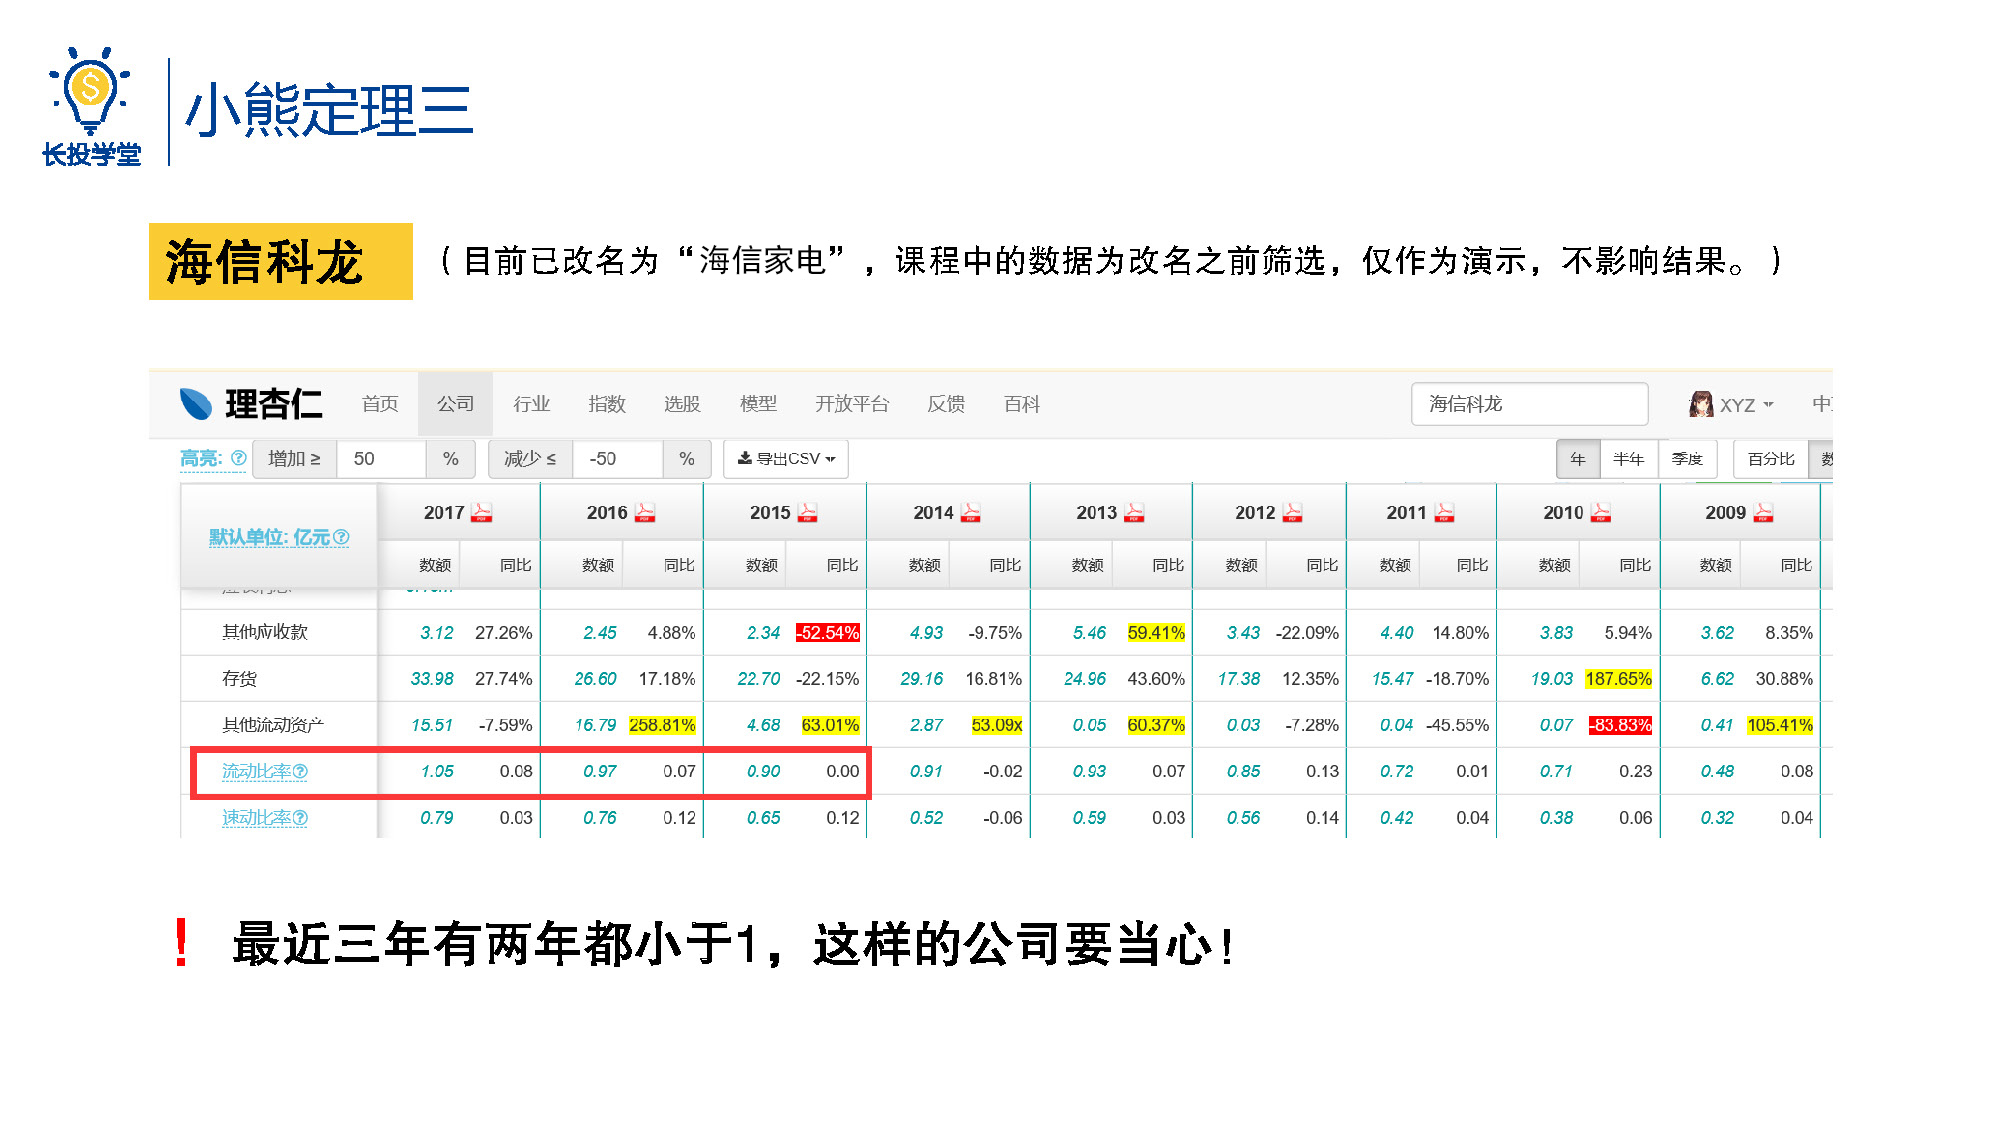 长投学堂
小熊定理三
海信科龙
（目前已改名为“海信家电”，课程中的数据为改名之前筛选，仅作为演示，不影响结果。）
理杏仁 首页 公司 行业 指数 选股 模型 开放平台 反馈 百科 海信科龙 XYZ
高亮: 增加 ≥ 50 % 减少 ≤ -50 % 导出CSV 年 半年 季度 百分比
默认单位: 亿元 2017 2016 2015 2014 2013 2012 2011 2010 2009
数额 同比 数额 同比 数额 同比 数额 同比 数额 同比 数额 同比 数额 同比 数额 同比 数额 同比
其他应收款 3.12 27.26% 2.45 4.88% 2.34 -52.54% 4.93 -9.75% 5.46 59.41% 3.43 -22.09% 4.40 14.80% 3.83 5.94% 3.62 8.35%
存货 33.98 27.74% 26.60 17.18% 22.70 -22.15% 29.16 16.81% 24.96 43.60% 17.38 12.35% 15.47 -18.70% 19.03 187.65% 6.62 30.88%
其他流动资产 15.51 -7.59% 16.79 258.81% 4.68 63.01% 2.87 53.09x 0.05 60.37% 0.03 -7.28% 0.04 -45.55% 0.07 -83.83% 0.41 105.41%
流动比率 1.05 0.08 0.97 0.07 0.90 0.00 0.91 -0.02 0.93 0.07 0.85 0.13 0.72 0.01 0.71 0.23 0.48 0.08
速动比率 0.79 0.03 0.76 0.12 0.65 0.12 0.52 -0.06 0.59 0.03 0.56 0.14 0.42 0.04 0.38 0.06 0.32 0.04
! 最近三年有两年都小于1，这样的公司要当心！